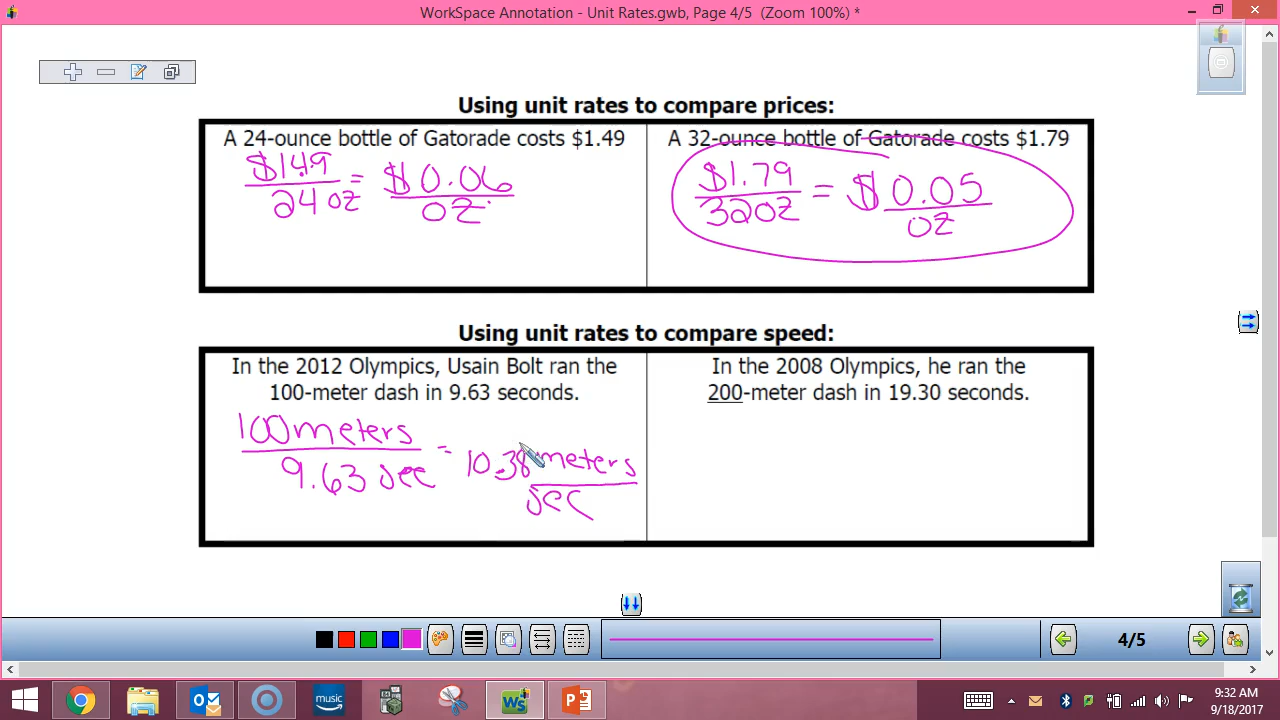 WorkSpace Annotation - Unit Rates.gwb, Page 4/5 (Zoom 100%) *
Using unit rates to compare prices:
A 24-ounce bottle of Gatorade costs $1.49
$1.49
24 oz
=
$0.06
oz.
A 32-ounce bottle of Gatorade costs $1.79
$1.79
32oz
=
$0.05
oz
Using unit rates to compare speed:
In the 2012 Olympics, Usain Bolt ran the
100-meter dash in 9.63 seconds.
100 meters
9.63 sec
=
10.38 meters
sec
In the 2008 Olympics, he ran the
200-meter dash in 19.30 seconds.
4/5
music
WS
9:32 AM
9/18/2017